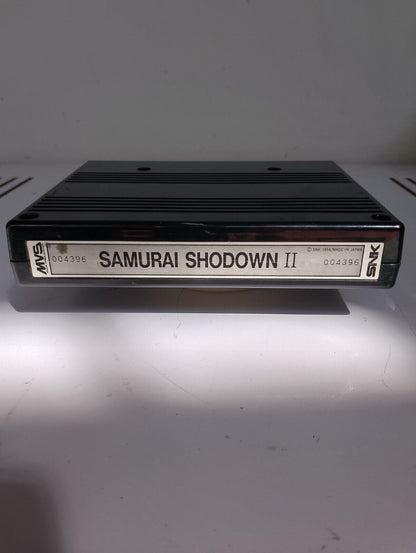 MVS
004396
SAMURAI SHODOWN II
© SNK 1994 MADE IN JAPAN
004396
SNK